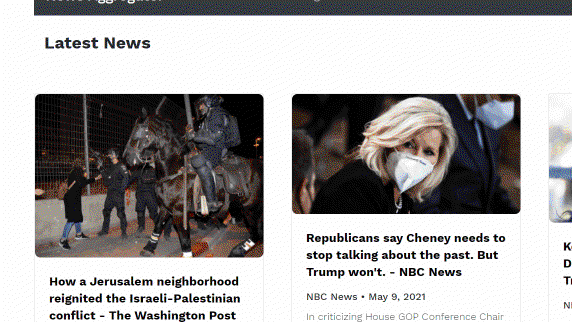 Latest News
How a Jerusalem neighborhood
reignited the Israeli-Palestinian
conflict - The Washington Post
Republicans say Cheney needs to
stop talking about the past. But
Trump won't. - NBC News
NBC News • May 9, 2021
In criticizing House GOP Conference Chair